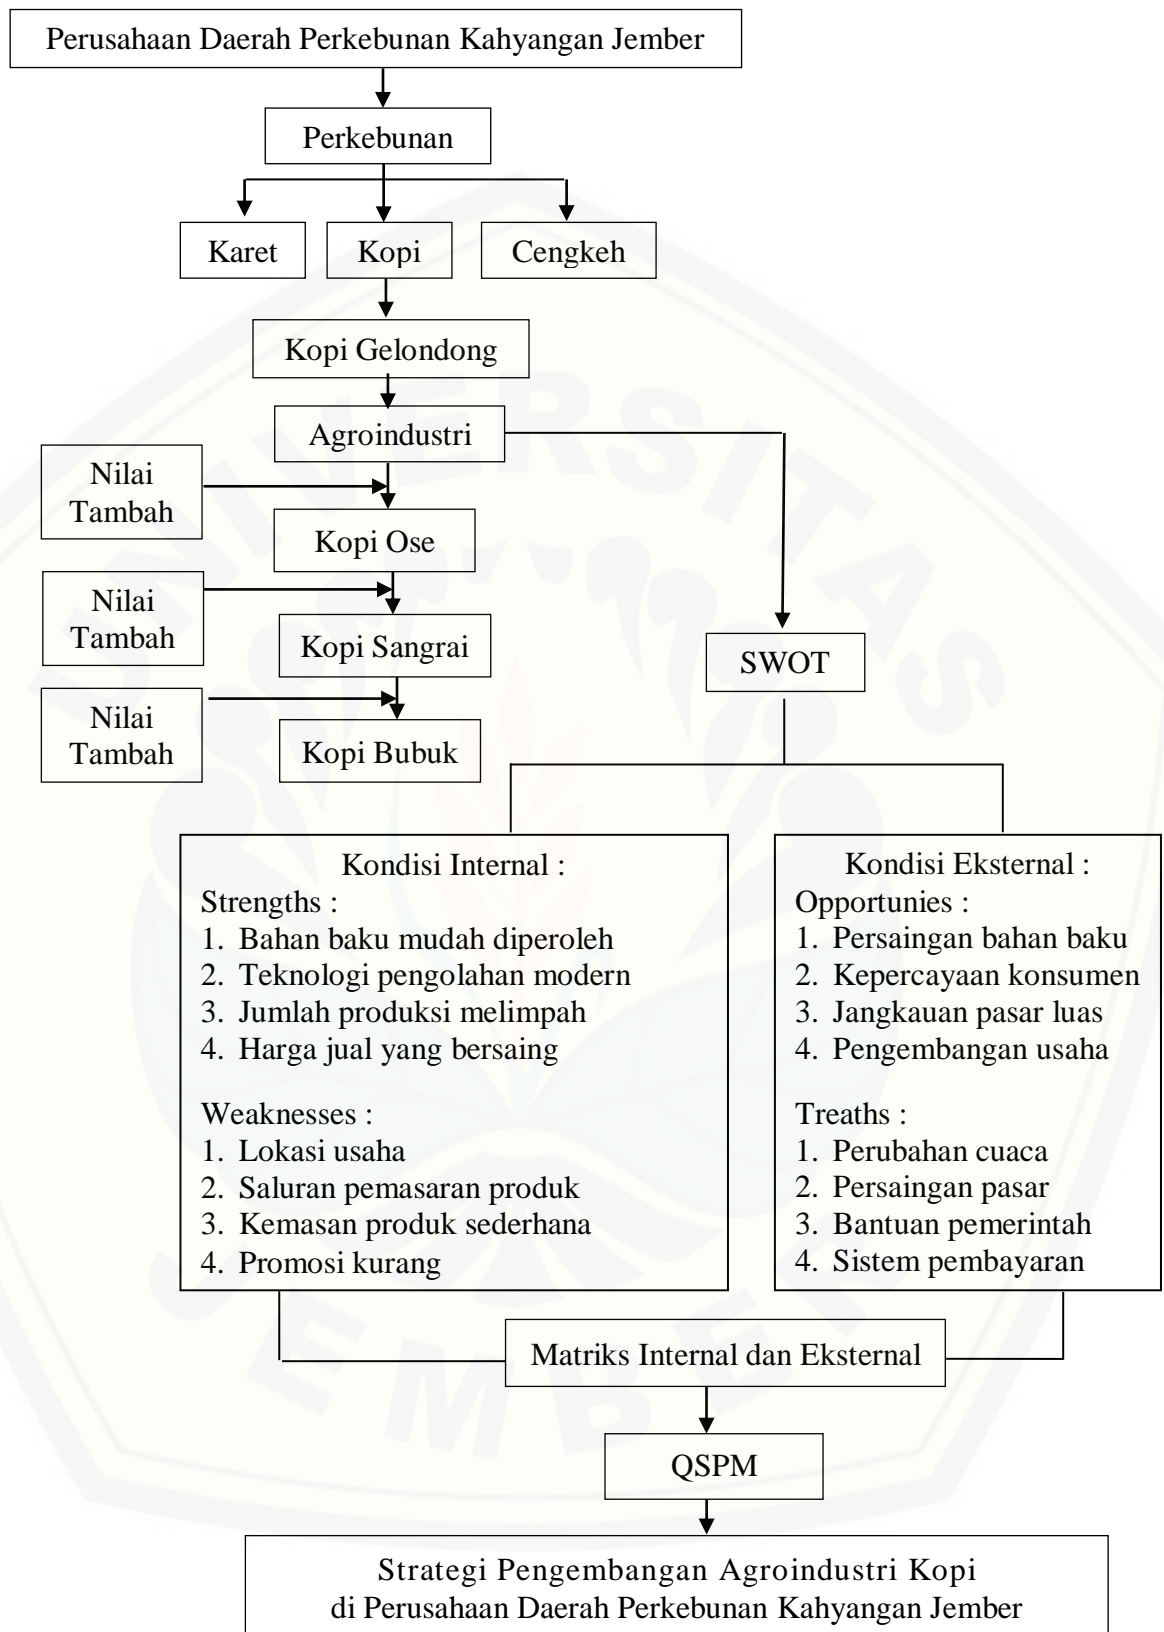 Perusahaan Daerah Perkebunan Kahyangan Jember
Perkebunan
Karet
Kopi
Cengkeh
Kopi Gelondong
Agroindustri
Nilai
Tambah
Kopi Ose
Nilai
Tambah
Kopi Sangrai
SWOT
Nilai
Tambah
Kopi Bubuk
Kondisi Internal :
Strengths :
1. Bahan baku mudah diperoleh
2. Teknologi pengolahan modern
3. Jumlah produksi melimpah
4. Harga jual yang bersaing
Weaknesses :
1. Lokasi usaha
2. Saluran pemasaran produk
3. Kemasan produk sederhana
4. Promosi kurang
Kondisi Eksternal :
Opportunies :
1. Persaingan bahan baku
2. Kepercayaan konsumen
3. Jangkauan pasar luas
4. Pengembangan usaha
Treaths :
1. Perubahan cuaca
2. Persaingan pasar
3. Bantuan pemerintah
4. Sistem pembayaran
Matriks Internal dan Eksternal
QSPM
Strategi Pengembangan Agroindustri Kopi
di Perusahaan Daerah Perkebunan Kahyangan Jember
UNIVERSITAS
JEMBER